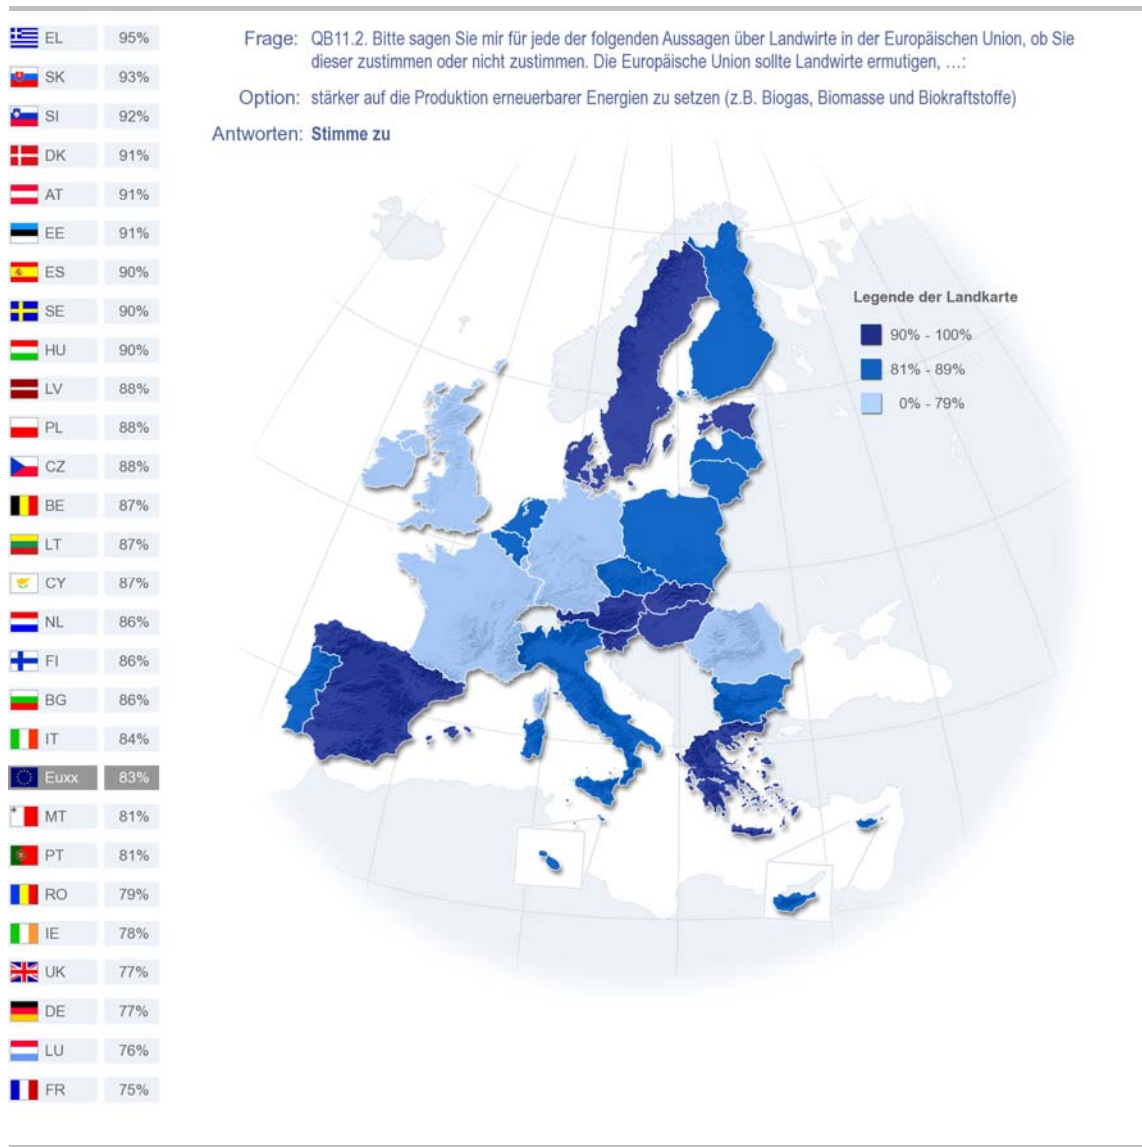 EL 95%
SK 93%
SI 92%
DK 91%
AT 91%
EE 91%
ES 90%
SE 90%
HU 90%
LV 88%
PL 88%
CZ 88%
BE 87%
LT 87%
CY 87%
NL 86%
FI 86%
BG 86%
IT 84%
Euxx 83%
MT 81%
PT 81%
RO 79%
IE 78%
UK 77%
DE 77%
LU 76%
FR 75%
Frage: QB11.2. Bitte sagen Sie mir für jede der folgenden Aussagen über Landwirte in der Europäischen Union, ob Sie
dieser zustimmen oder nicht zustimmen. Die Europäische Union sollte Landwirte ermutigen, …:
Option: stärker auf die Produktion erneuerbarer Energien zu setzen (z.B. Biogas, Biomasse und Biokraftstoffe)
Antworten: Stimme zu
Legende der Landkarte
90% - 100%
81% - 89%
0% - 79%